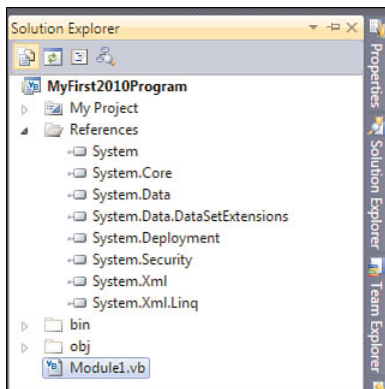 Solution Explorer
MyFirst2010Program
My Project
References
System
System.Core
System.Data
System.Data.DataSetExtensions
System.Deployment
System.Security
System.Xml
System.Xml.Linq
bin
obj
Module1.vb
Properties
Solution Explorer
Team Explorer